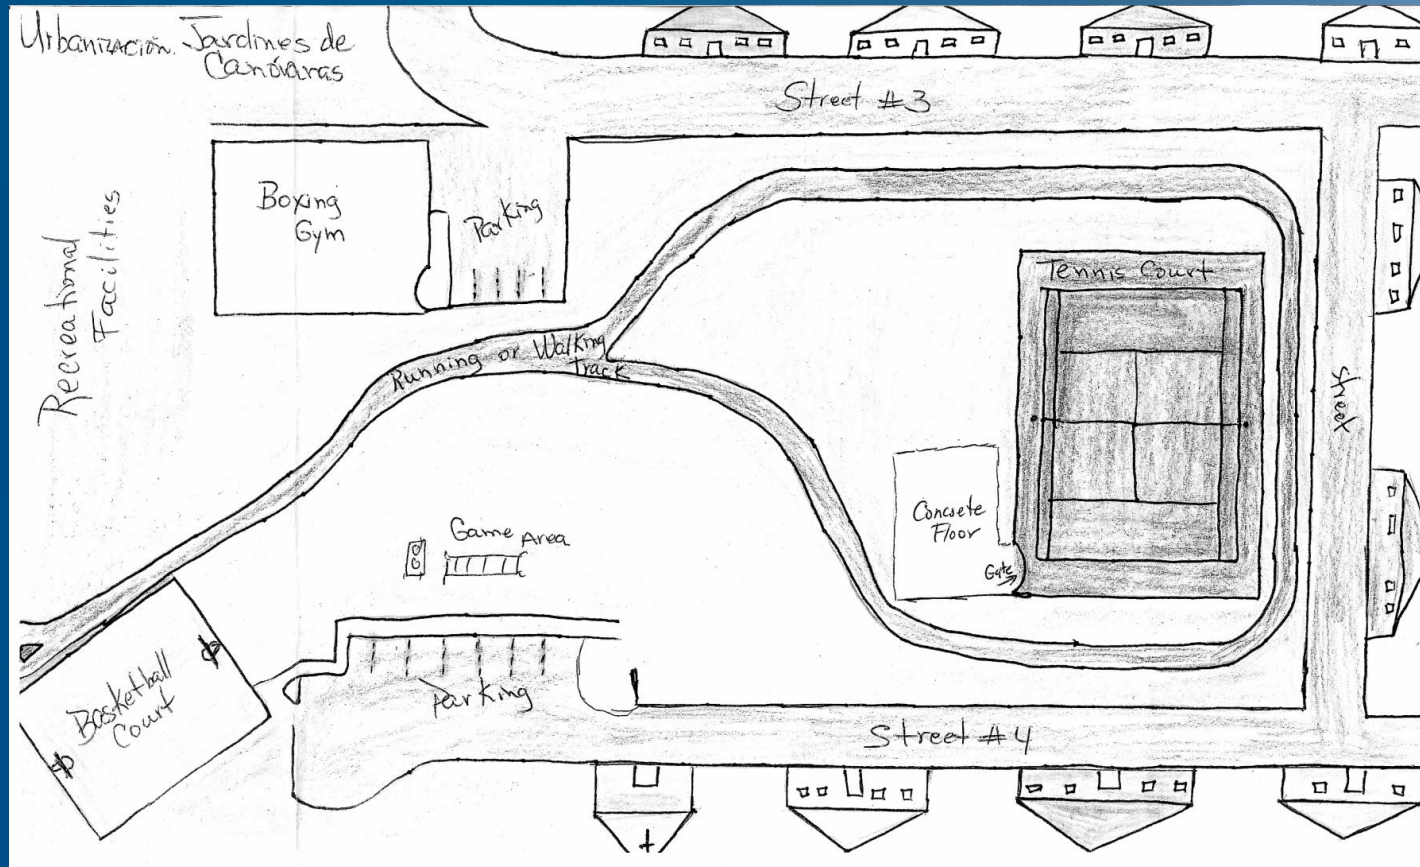 Urbanización Jardines de
Canóvanas
Street #3
Boxing
Gym
Parking
Recreational
Facilities
Tennis Court
Running or Walking
Track
street
Concrete
Floor
Gate
Game Area
Basketball
Court
Parking
Street #4